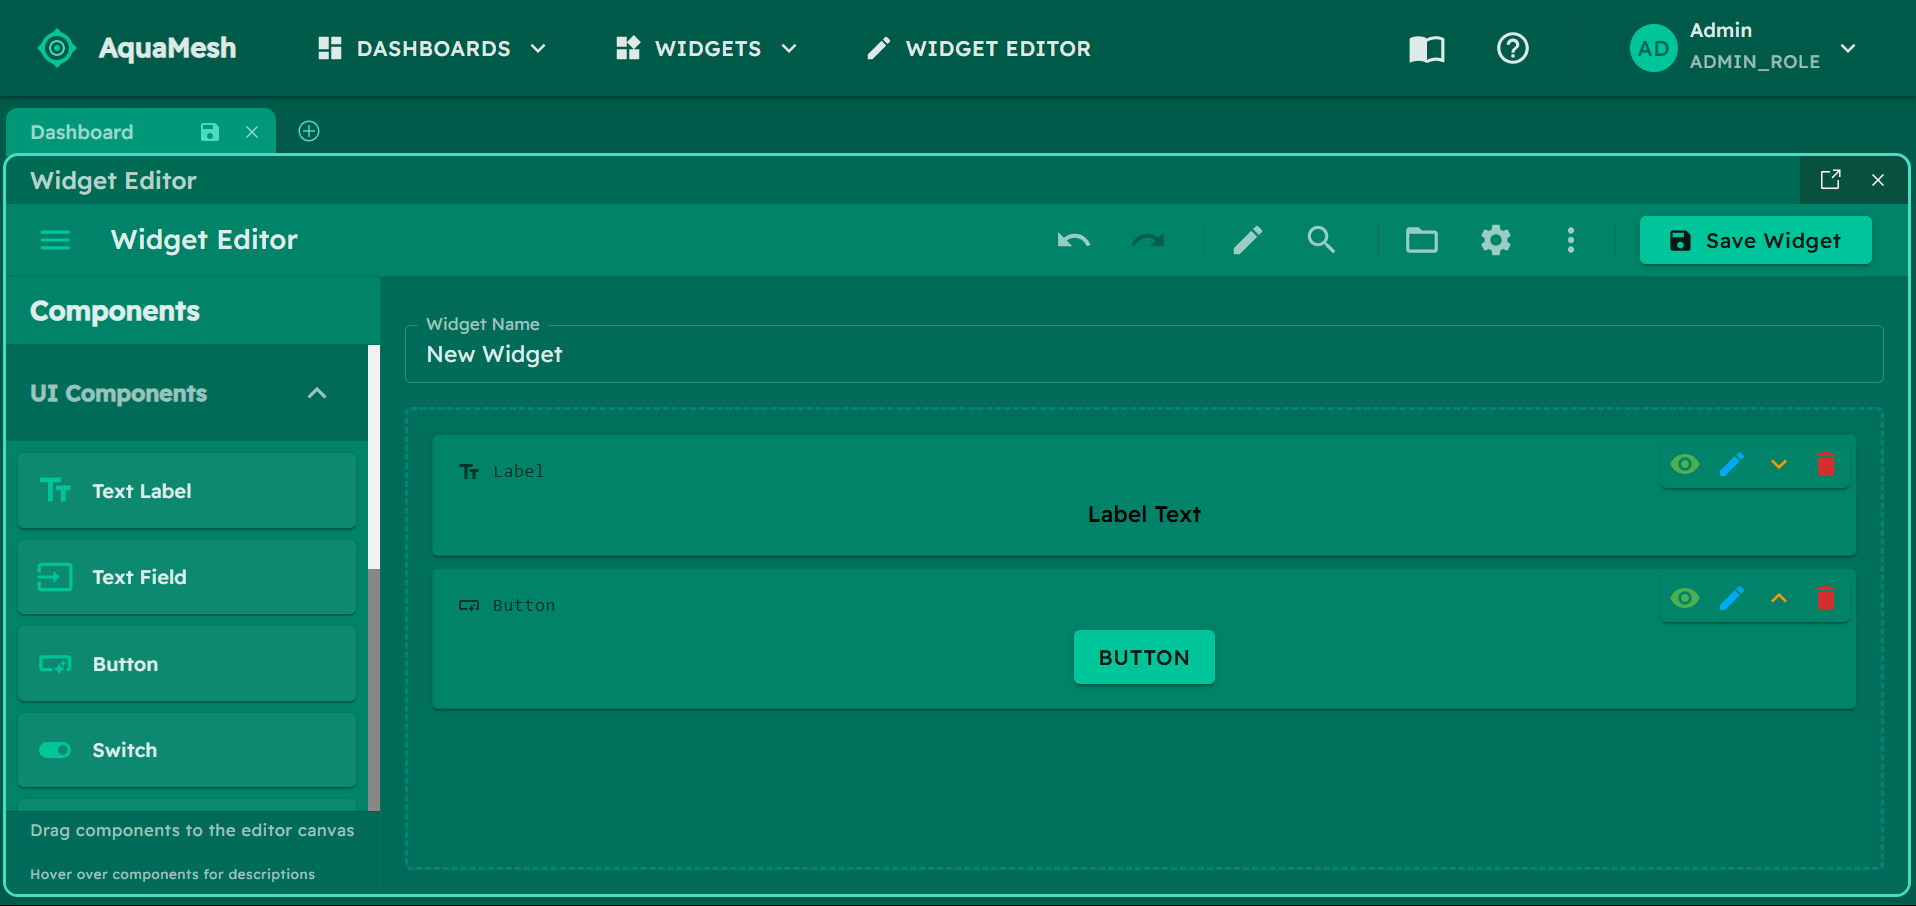 AquaMesh
DASHBOARDS
WIDGETS
WIDGET EDITOR
AD
Admin
ADMIN_ROLE
Dashboard
Widget Editor
Widget Editor
Save Widget
Components
UI Components
Text Label
Text Field
Button
Switch
Drag components to the editor canvas
Hover over components for descriptions
Widget Name
New Widget
Label
Label Text
Button
BUTTON